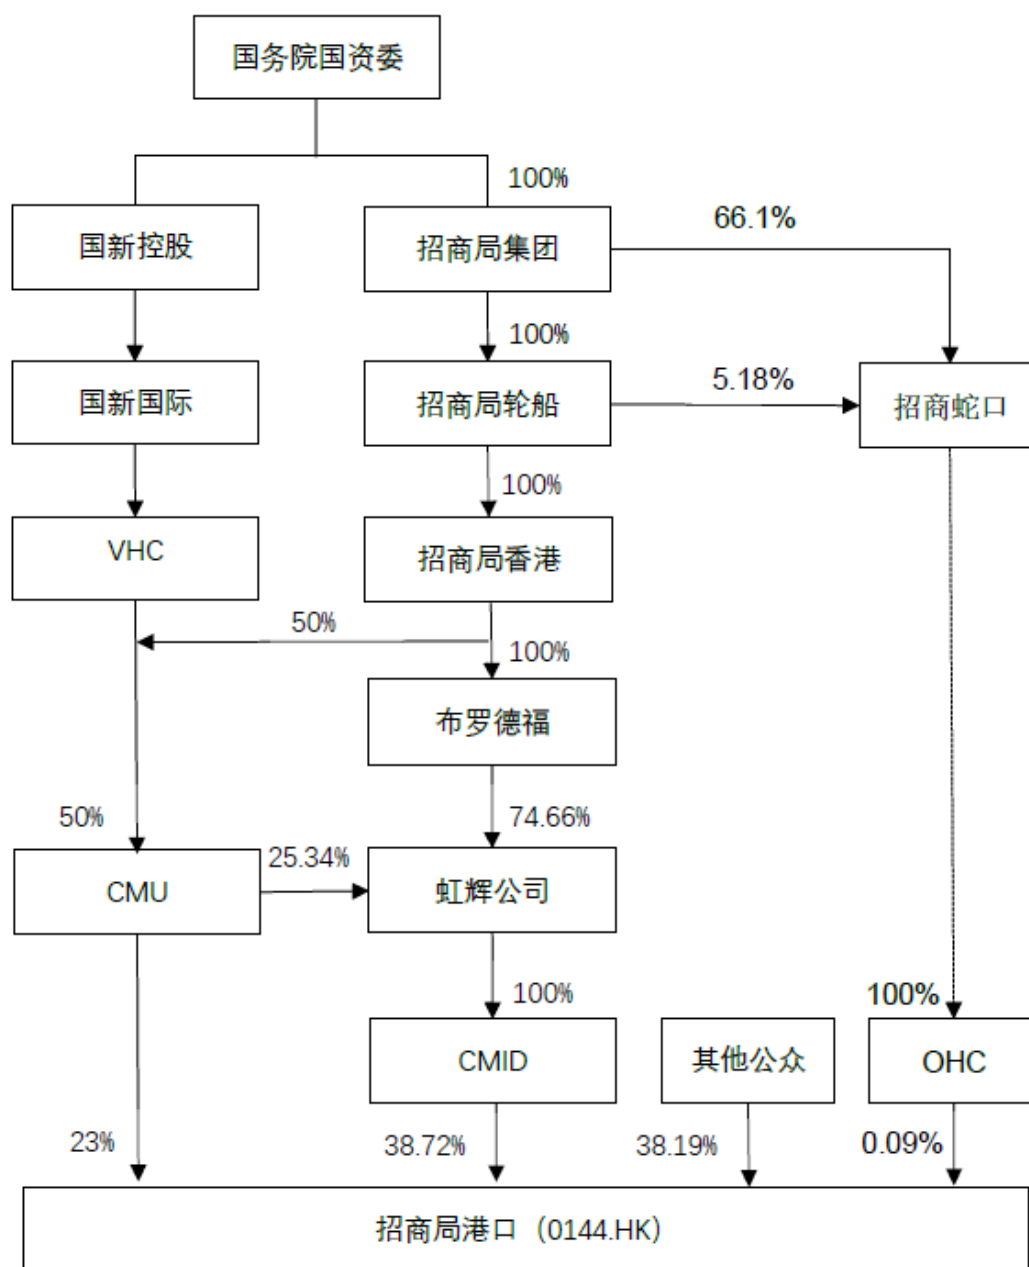 国务院国资委
100%
66.1%
国新控股
招商局集团
100%
5.18%
国新国际
招商局轮船
招商蛇口
100%
VHC
招商局香港
50%
100%
布罗德福
50%
74.66%
25.34%
CMU
虹辉公司
100%
100%
CMID
其他公众
OHC
23%
38.72%
38.19%
0.09%
招商局港口（0144.HK）